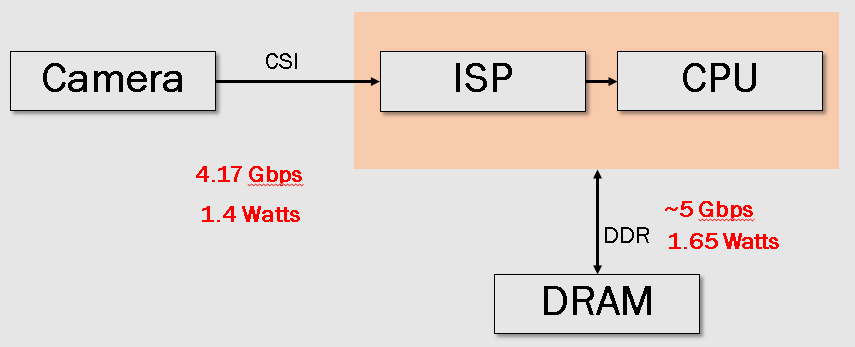 Camera
CSI
ISP
CPU
4.17 Gbps
1.4 Watts
~5 Gbps
DDR
1.65 Watts
DRAM